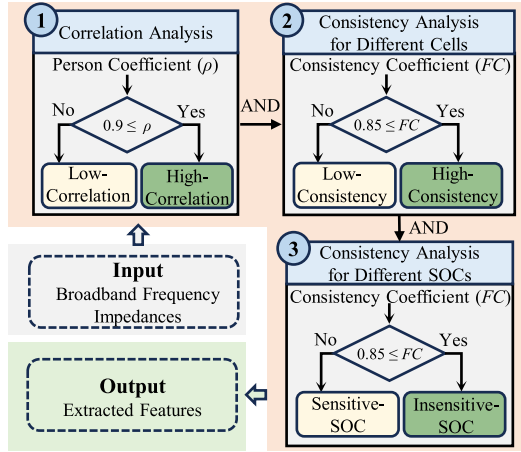 1
Correlation Analysis
Person Coefficient (ρ)
No
Yes
0.9 ≤ ρ
Low-
Correlation
High-
Correlation
AND
2
Consistency Analysis
for Different Cells
Consistency Coefficient (FC)
No
Yes
0.85 ≤ FC
Low-
Consistency
High-
Consistency
AND
3
Consistency Analysis
for Different SOCs
Consistency Coefficient (FC)
No
Yes
0.85 ≤ FC
Sensitive-
SOC
Insensitive-
SOC
Input
Broadband Frequency
Impedances
Output
Extracted Features